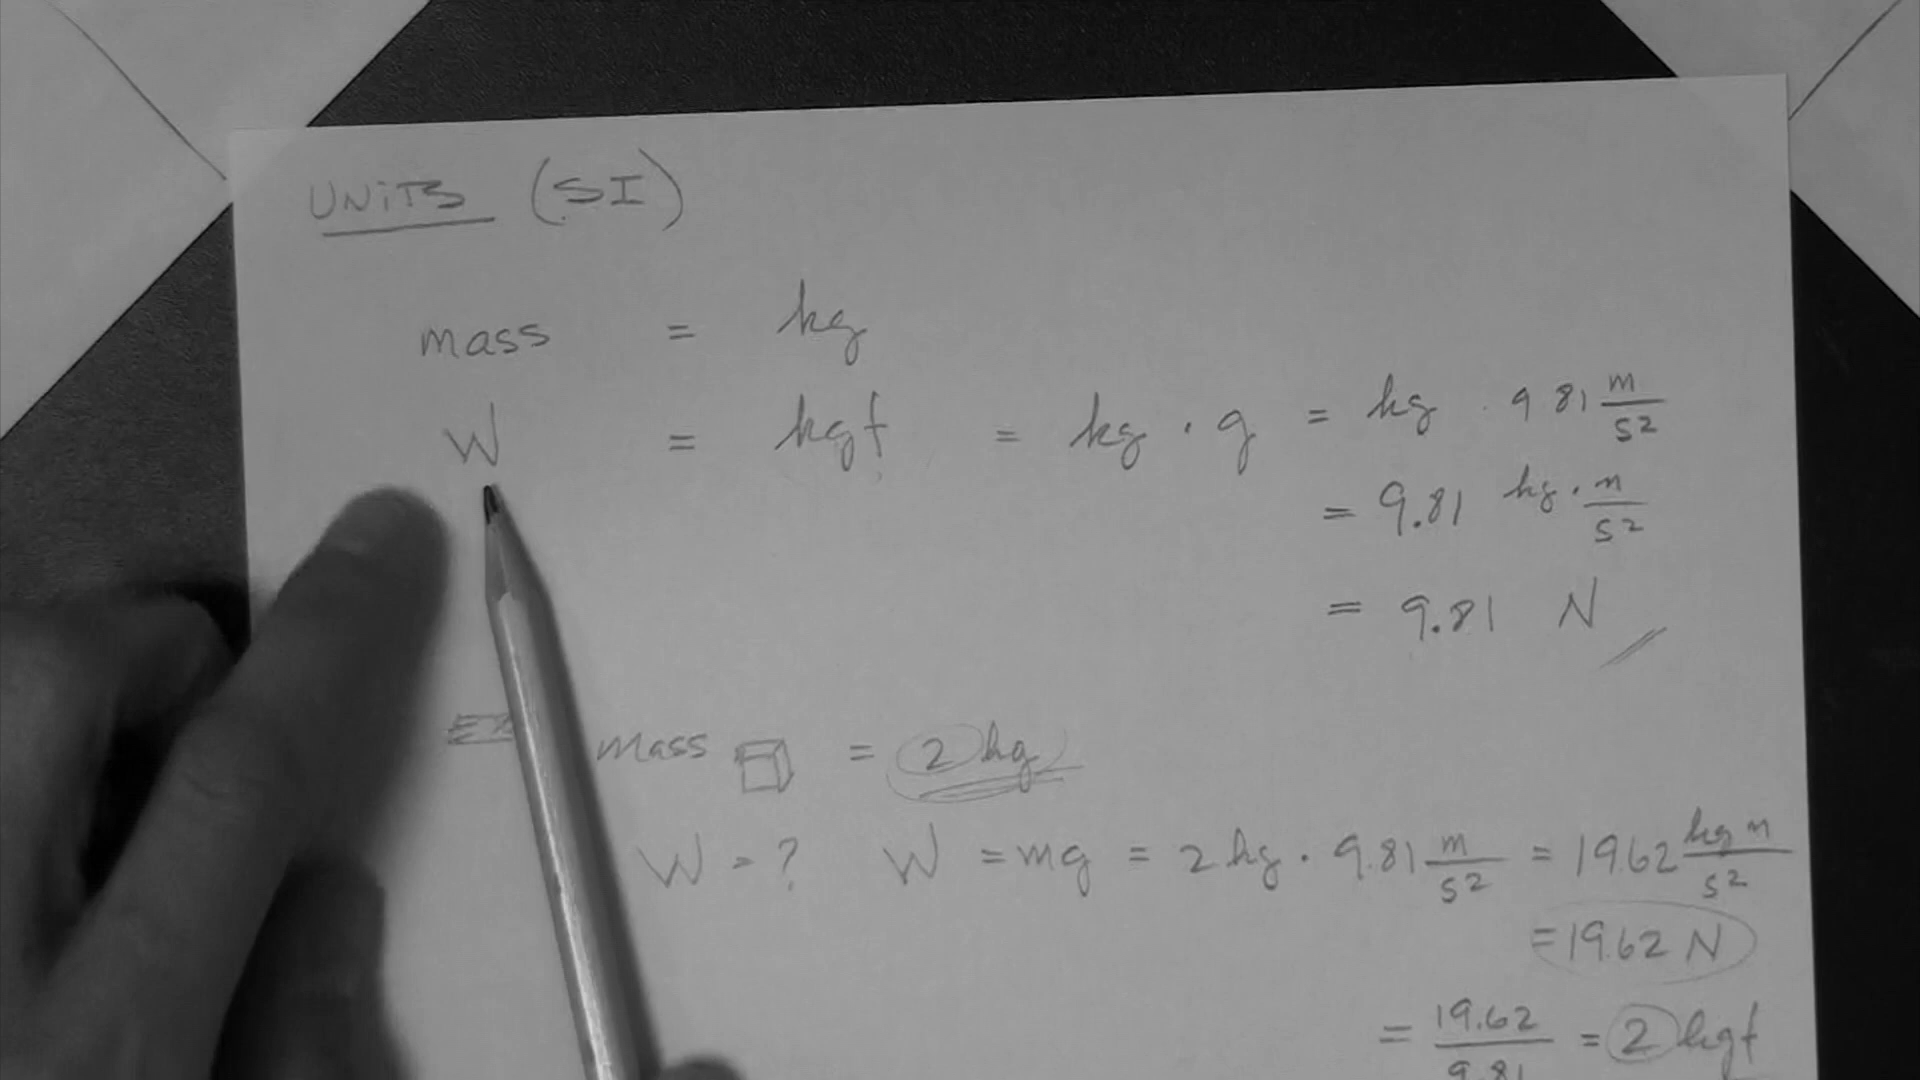 UNITS (SI)
mass = kg
W = kgf = kg · g = kg · 9 81 m/s2
= 9.81 kg · m/s2
= 9.81 N
EX mass = 2 kg
W = ? W = mg = 2 kg · 9.81 m/s2 = 19.62 kg m/s2
= 19.62 N
= 19.62/9.81 = 2 kgf